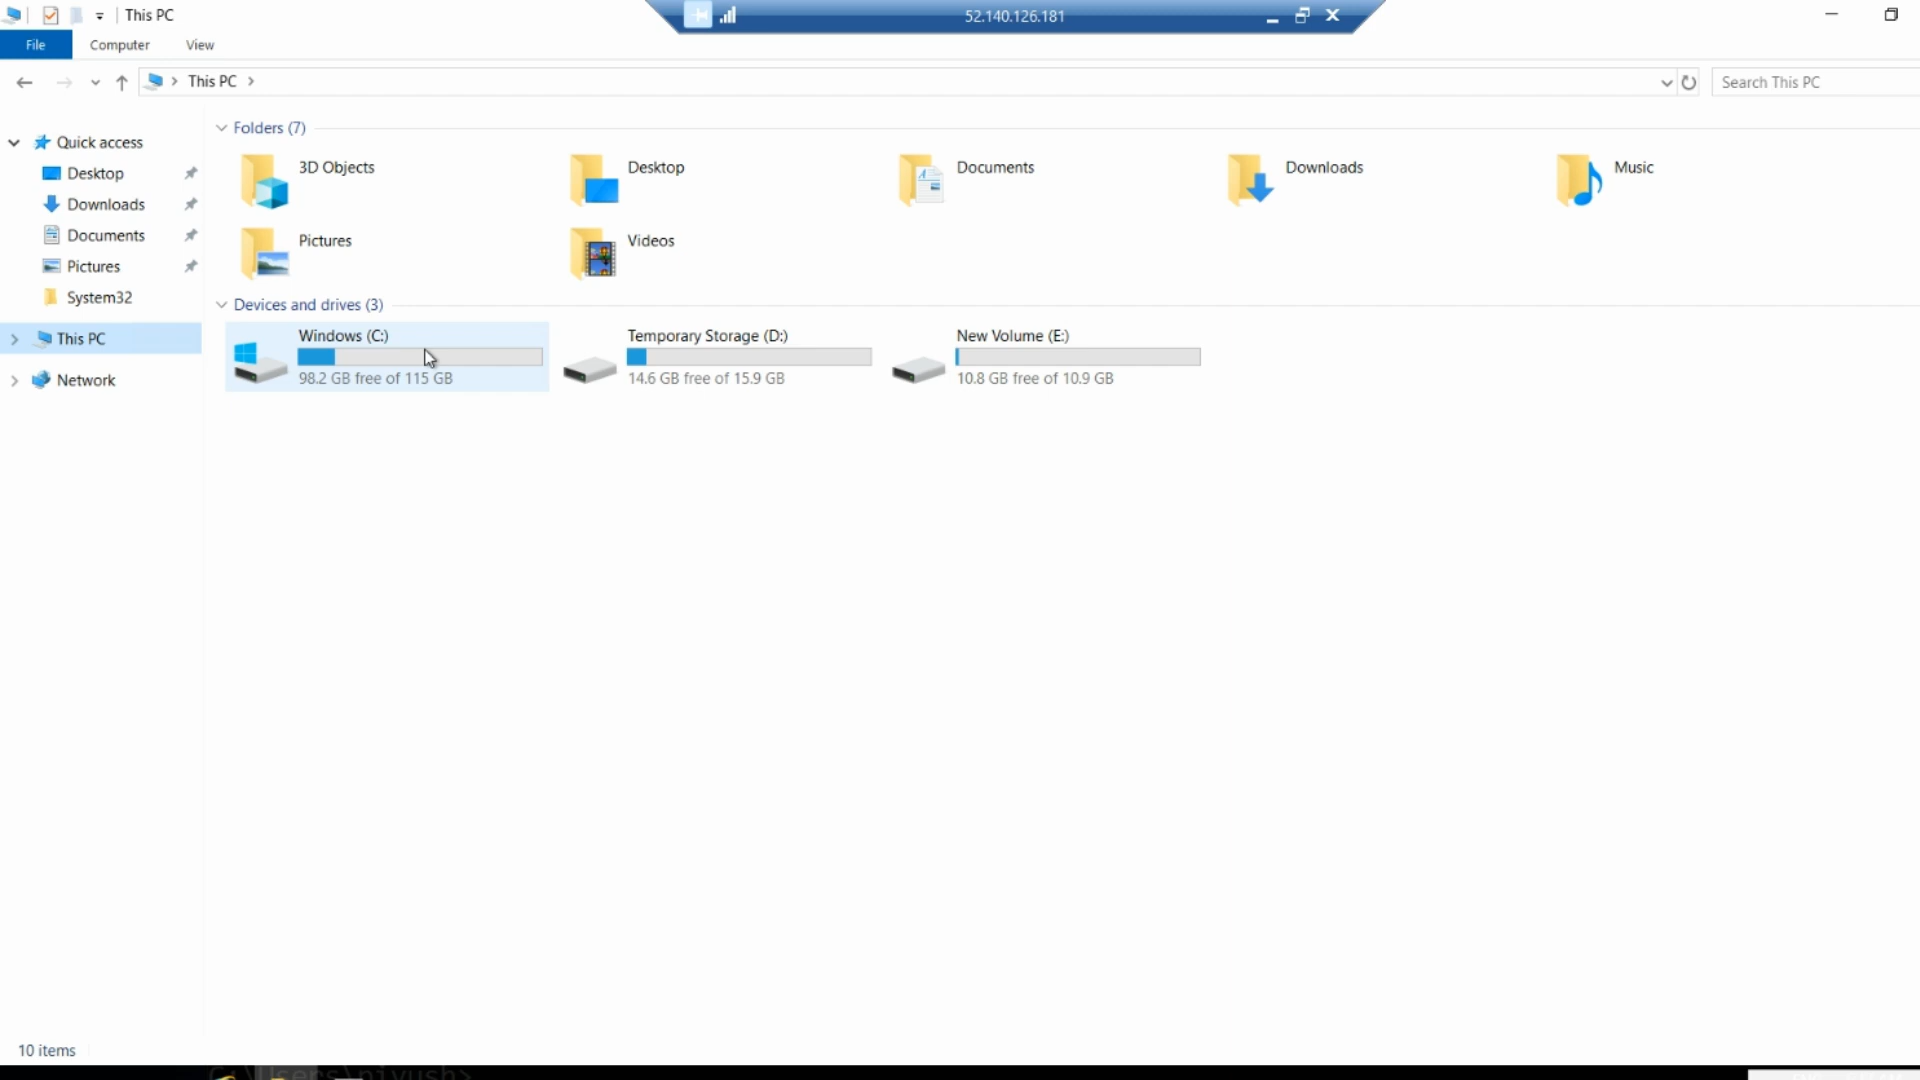 This PC
52.140.126.181
File Computer View
This PC
Search This PC
Quick access
Desktop
Downloads
Documents
Pictures
System32
This PC
Network
Folders (7)
3D Objects
Desktop
Documents
Downloads
Music
Pictures
Videos
Devices and drives (3)
Windows (C:)
98.2 GB free of 115 GB
Temporary Storage (D:)
14.6 GB free of 15.9 GB
New Volume (E:)
10.8 GB free of 10.9 GB
10 items
C:\Users\piyush>